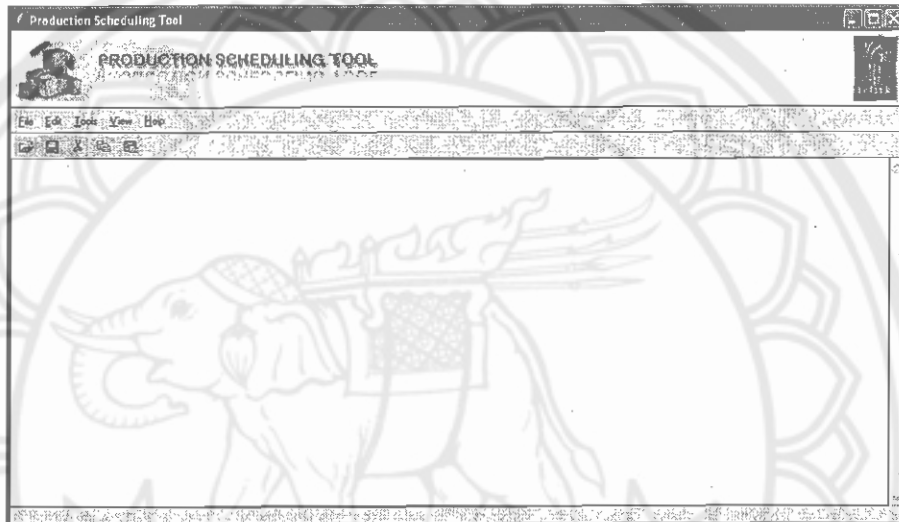 Production Scheduling Tool
PRODUCTION SCHEDULING TOOL
File Edit Tools View Help